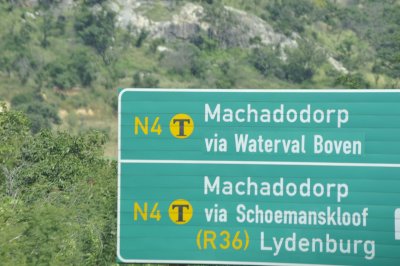 N4 T Machadodorp
via Waterval Boven
Machadodorp
N4 T via Schoemanskloof
(R36) Lydenburg